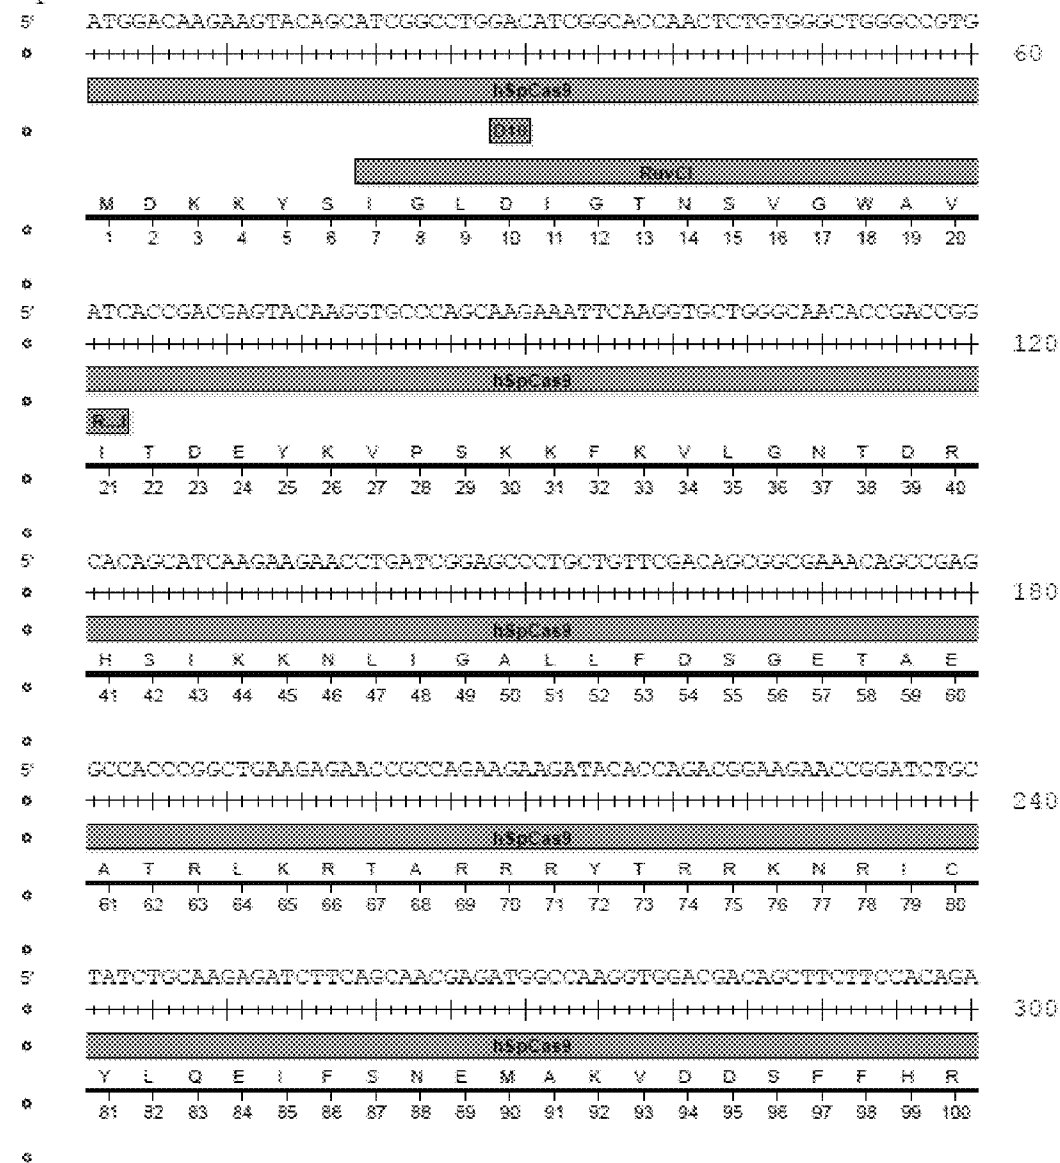 5' ATGGACAAGAAGTACAGCATCGGCCTGGACATCGGCACCAACTCTGTGGGCTGGGCCGTG
60
hSpCas9
D10
RuvCI
M D K K Y S I G L D I G T N S V G W A V
1 2 3 4 5 6 7 8 9 10 11 12 13 14 15 16 17 18 19 20
5' ATCACCGACGAGTACAAGGTGCCCAGCAAGAAATTCAAGGTGCTGGGCAACACCGACCGG
120
hSpCas9
R...I
I T D E Y K V P S K K F K V L G N T D R
21 22 23 24 25 26 27 28 29 30 31 32 33 34 35 36 37 38 39 40
5' CACAGCATCAAGAAGAACCTGATCGGAGCCCTGCTGTTCGACAGCGGCGAAACAGCCGAG
180
hSpCas9
H S I K K N L I G A L L F D S G E T A E
41 42 43 44 45 46 47 48 49 50 51 52 53 54 55 56 57 58 59 60
5' GCCACCCGGCTGAAGAGAACCGCCAGAAGAAGATACACCAGACGGAAGAACCGGATCTGC
240
hSpCas9
A T R L K R T A R R R Y T R R K N R I C
61 62 63 64 65 66 67 68 69 70 71 72 73 74 75 76 77 78 79 80
5' TATCTGCAAGAGATCTTCAGCAACGAGATGGCCAAGGTGGACGACAGCTTCTTCCACAGA
300
hSpCas9
Y L Q E I F S N E M A K V D D S F F H R
81 82 83 84 85 86 87 88 89 90 91 92 93 94 95 96 97 98 99 100